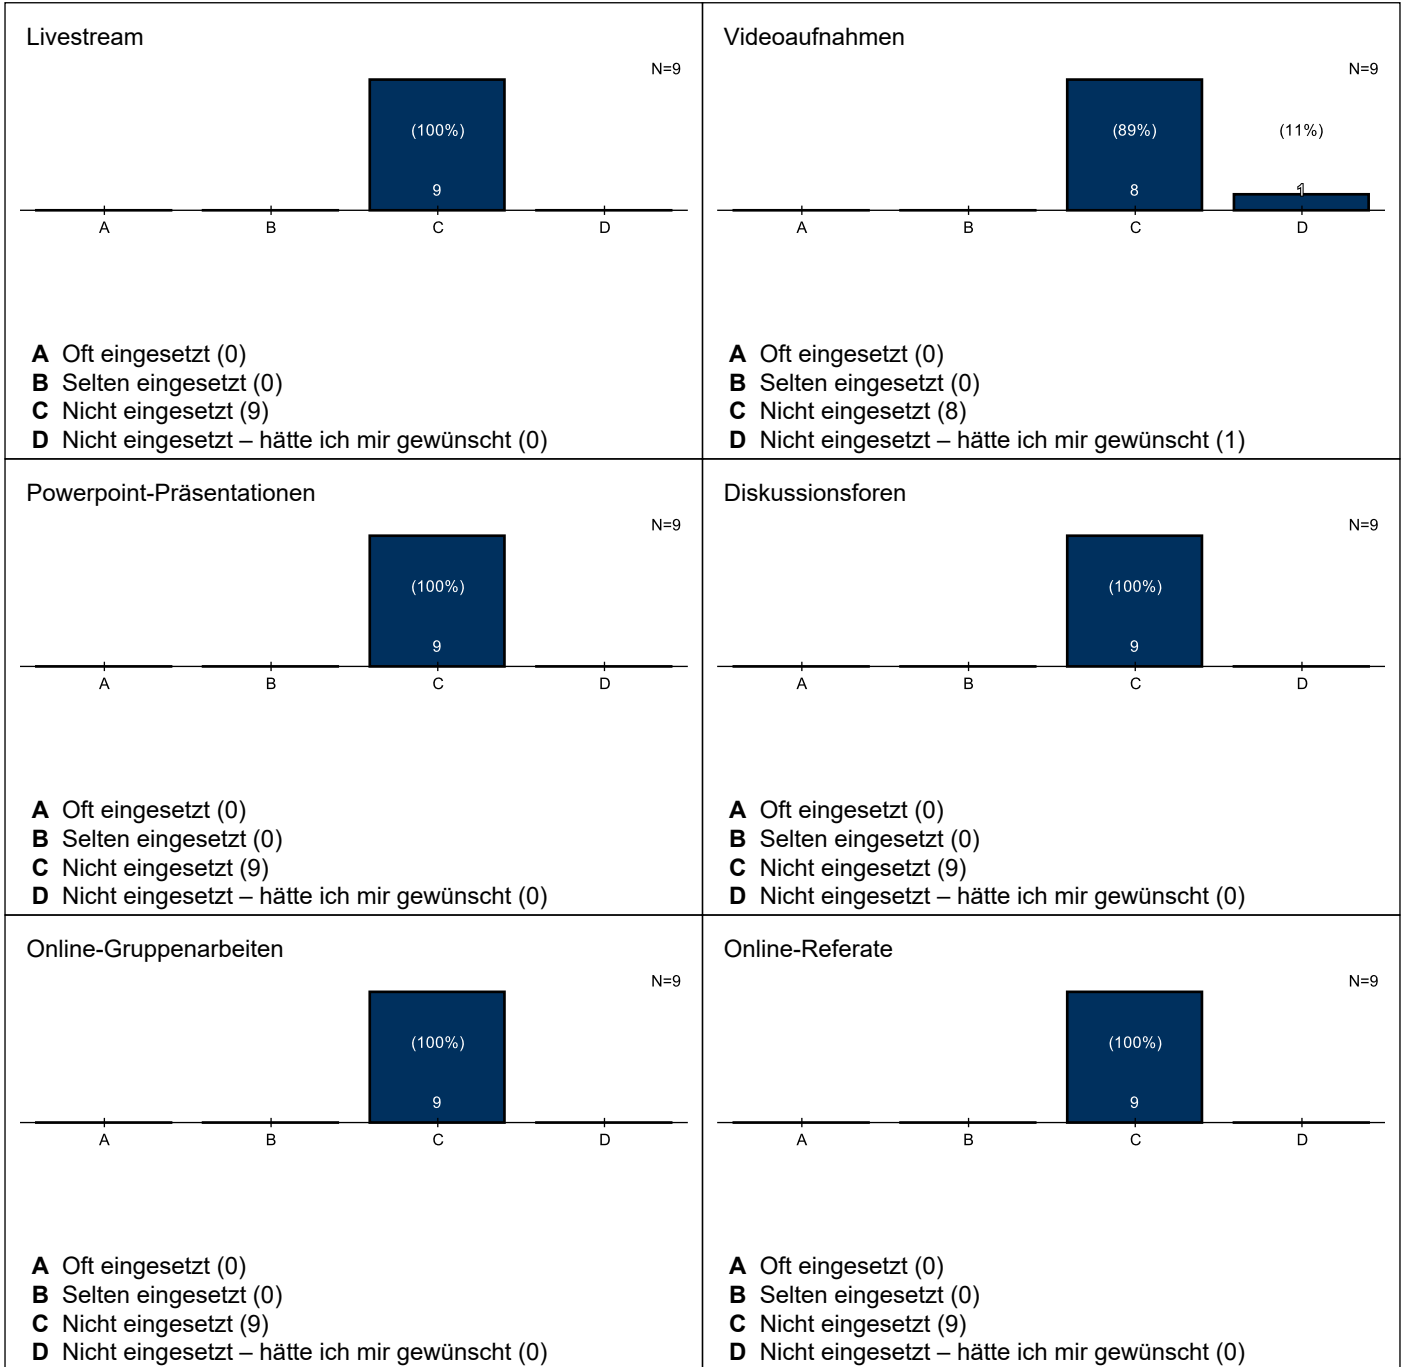 Livestream
N=9
(100%)
9
A B C D
A Oft eingesetzt (0)
B Selten eingesetzt (0)
C Nicht eingesetzt (9)
D Nicht eingesetzt – hätte ich mir gewünscht (0)
Videoaufnahmen
N=9
(89%) (11%)
8 1
A B C D
A Oft eingesetzt (0)
B Selten eingesetzt (0)
C Nicht eingesetzt (8)
D Nicht eingesetzt – hätte ich mir gewünscht (1)
Powerpoint-Präsentationen
N=9
(100%)
9
A B C D
A Oft eingesetzt (0)
B Selten eingesetzt (0)
C Nicht eingesetzt (9)
D Nicht eingesetzt – hätte ich mir gewünscht (0)
Diskussionsforen
N=9
(100%)
9
A B C D
A Oft eingesetzt (0)
B Selten eingesetzt (0)
C Nicht eingesetzt (9)
D Nicht eingesetzt – hätte ich mir gewünscht (0)
Online-Gruppenarbeiten
N=9
(100%)
9
A B C D
A Oft eingesetzt (0)
B Selten eingesetzt (0)
C Nicht eingesetzt (9)
D Nicht eingesetzt – hätte ich mir gewünscht (0)
Online-Referate
N=9
(100%)
9
A B C D
A Oft eingesetzt (0)
B Selten eingesetzt (0)
C Nicht eingesetzt (9)
D Nicht eingesetzt – hätte ich mir gewünscht (0)